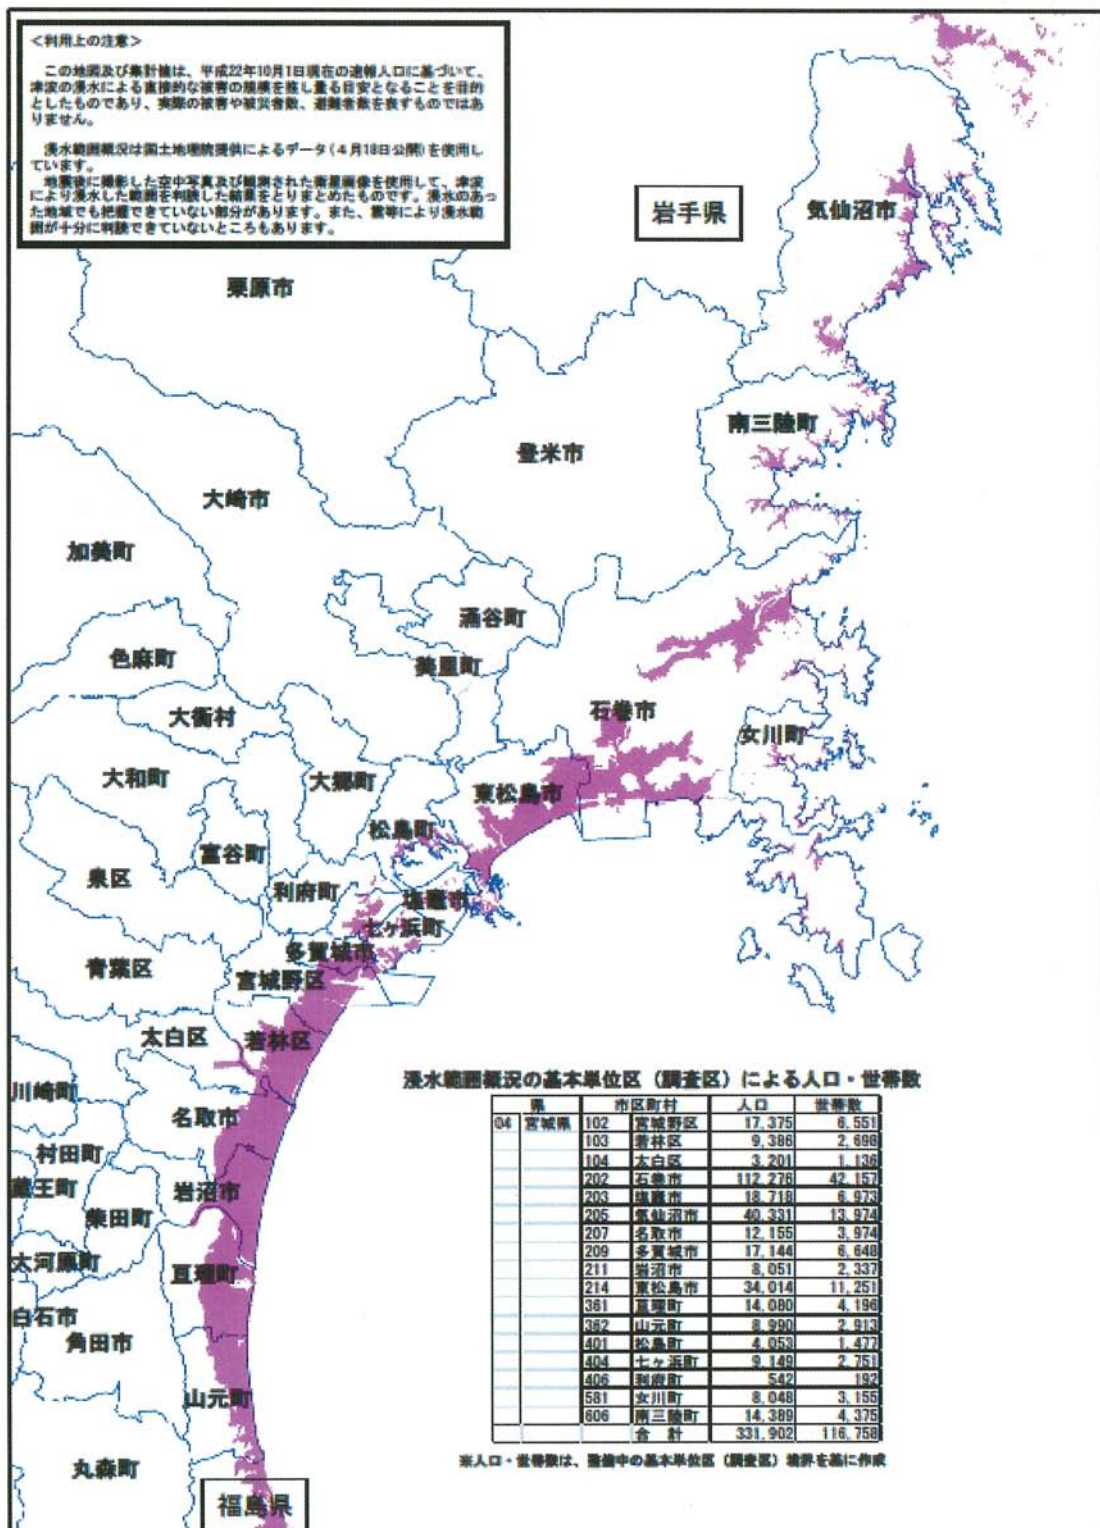 ＜利用上の注意＞
この地図及び集計値は、平成22年10月1日現在の速報人口に基づいて、
津波の浸水による直接的な被害の規模を推し量る目安となることを目的
としたものであり、実際の被害や被災者数、避難者数を表すものではあ
りません。
浸水範囲概況は国土地理院提供によるデータ（４月18日公開）を使用し
ています。
地震後に撮影した空中写真及び観測された衛星画像を使用して、津波
により浸水した範囲を判読した結果をとりまとめたものです。浸水のあっ
た地域でも把握できていない部分があります。また、雲等により浸水範
囲が十分に判読できていないところもあります。
岩手県
気仙沼市
栗原市
南三陸町
登米市
大崎市
加美町
涌谷町
色麻町
美里町
大衡村
石巻市
女川町
大和町
大郷町
東松島市
松島町
富谷町
泉区
利府町
塩竈市
七ヶ浜町
多賀城市
青葉区
宮城野区
太白区
若林区
川崎町
名取市
村田町
蔵王町
岩沼市
柴田町
大河原町
亘理町
白石市
角田市
山元町
丸森町
福島県
浸水範囲概況の基本単位区（調査区）による人口・世帯数
県 市区町村 人口 世帯数
04 宮城県 102 宮城野区 17,375 6,551
103 若林区 9,386 2,698
104 太白区 3,201 1,136
202 石巻市 112,276 42,157
203 塩竈市 18,718 6,973
205 気仙沼市 40,331 13,974
207 名取市 12,155 3,974
209 多賀城市 17,144 6,648
211 岩沼市 8,051 2,337
214 東松島市 34,014 11,251
361 亘理町 14,080 4,196
362 山元町 8,990 2,913
401 松島町 4,053 1,477
404 七ヶ浜町 9,149 2,751
406 利府町 542 192
581 女川町 8,048 3,155
606 南三陸町 14,389 4,375
合 計 331,902 116,758
※人口・世帯数は、整備中の基本単位区（調査区）境界を基に作成